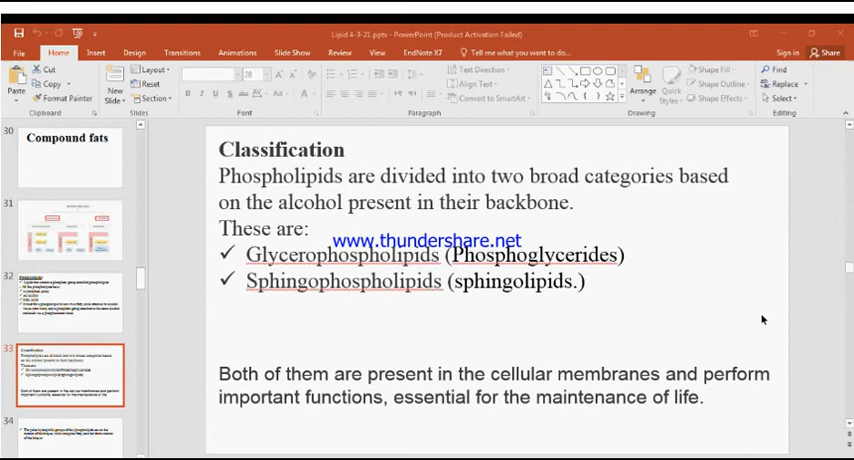 Lipid 4-3-21.pptx - PowerPoint (Product Activation Failed)
File Home Insert Design Transitions Animations Slide Show Review View EndNote X7 Tell me what you want to do... Sign in Share
Paste
Cut
Copy
Format Painter
Clipboard
New Slide
Layout
Reset
Section
Slides
28
Font
Text Direction
Align Text
Convert to SmartArt
Paragraph
Arrange
Quick Styles
Shape Fill
Shape Outline
Shape Effects
Drawing
Find
Replace
Select
Editing
30
Compound fats
31
32
33
34
Classification
Phospholipids are divided into two broad categories based
on the alcohol present in their backbone.
These are:
www.thundershare.net
✓ Glycerophospholipids (Phosphoglycerides)
✓ Sphingophospholipids (sphingolipids.)
Both of them are present in the cellular membranes and perform
important functions, essential for the maintenance of life.